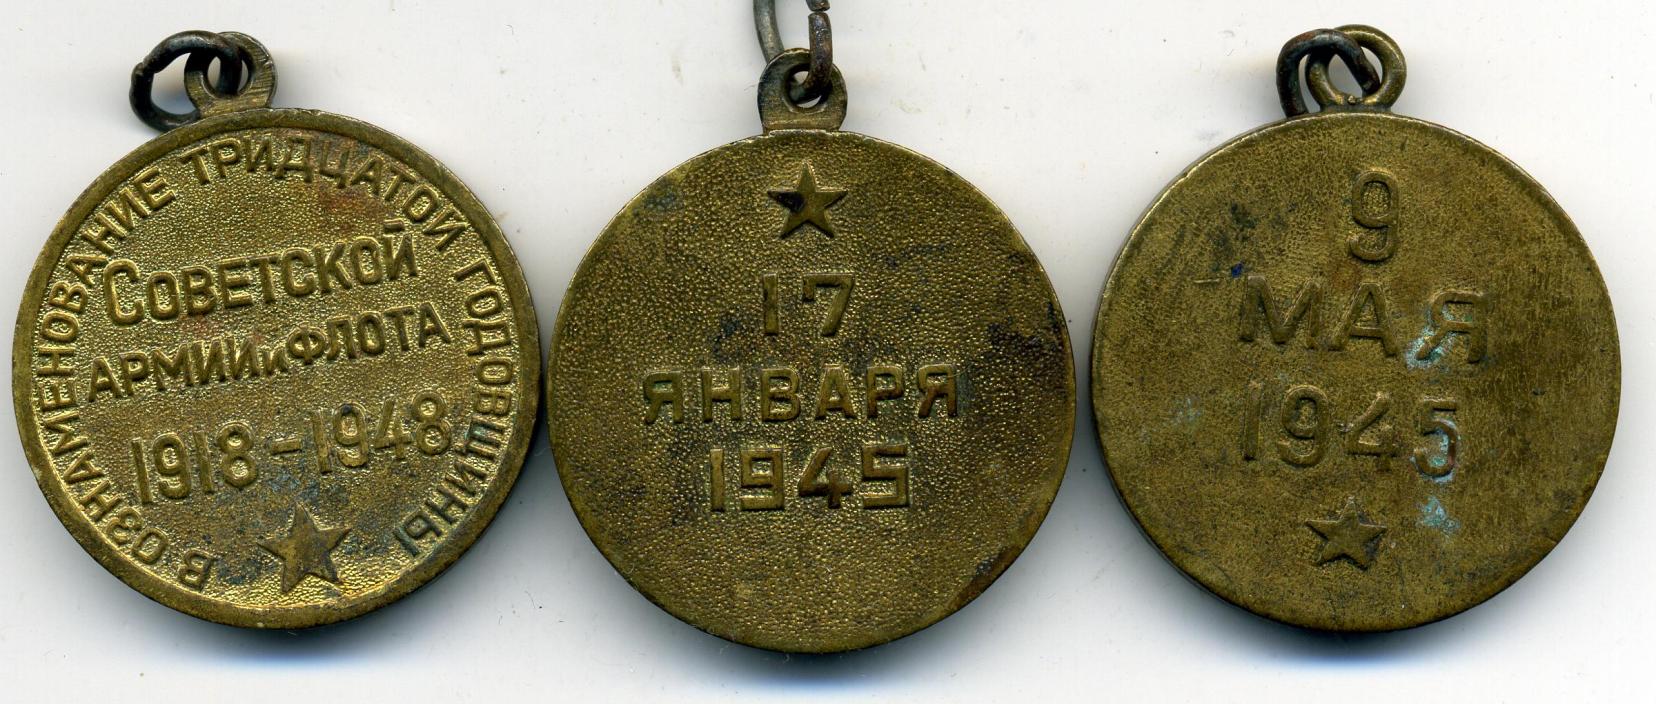 В ОЗНАМЕНОВАНИЕ ТРИДЦАТОЙ ГОДОВЩИНЫ
СОВЕТСКОЙ
АРМИИ и ФЛОТА
1918-1948
17
ЯНВАРЯ
1945
9
МАЯ
1945